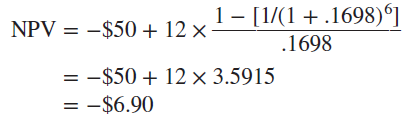 NPV = −$50 + 12 × 1 − [1/(1 + .1698)⁶] / .1698
= −$50 + 12 × 3.5915
= −$6.90